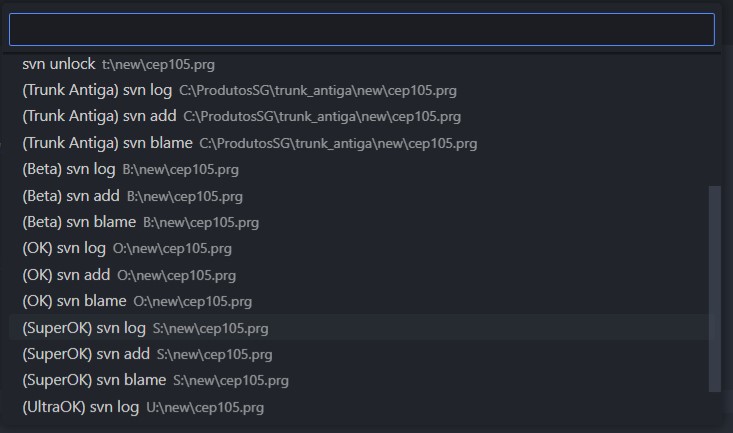 svn unlock t:\new\cep105.prg
(Trunk Antiga) svn log C:\ProdutosSG\trunk_antiga\new\cep105.prg
(Trunk Antiga) svn add C:\ProdutosSG\trunk_antiga\new\cep105.prg
(Trunk Antiga) svn blame C:\ProdutosSG\trunk_antiga\new\cep105.prg
(Beta) svn log B:\new\cep105.prg
(Beta) svn add B:\new\cep105.prg
(Beta) svn blame B:\new\cep105.prg
(OK) svn log O:\new\cep105.prg
(OK) svn add O:\new\cep105.prg
(OK) svn blame O:\new\cep105.prg
(SuperOK) svn log S:\new\cep105.prg
(SuperOK) svn add S:\new\cep105.prg
(SuperOK) svn blame S:\new\cep105.prg
(UltraOK) svn log U:\new\cep105.prg